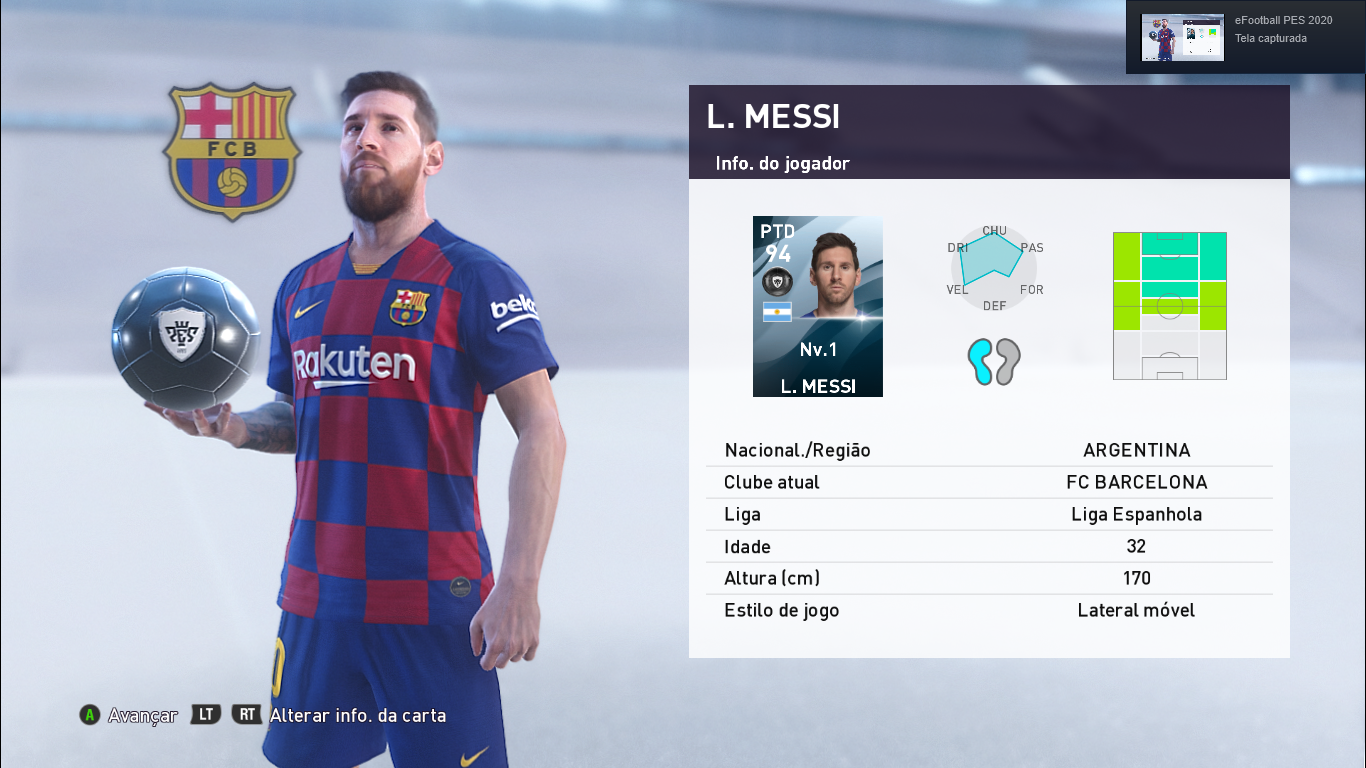 eFootball PES 2020
Tela capturada
L. MESSI
Info. do jogador
FCB
PTD
94
Nv.1
L. MESSI
CHU
DRI
PAS
VEL
FOR
DEF
beko
Rakuten
Nacional./Região ARGENTINA
Clube atual FC BARCELONA
Liga Liga Espanhola
Idade 32
Altura (cm) 170
Estilo de jogo Lateral móvel
A Avançar LT RT Alterar info. da carta